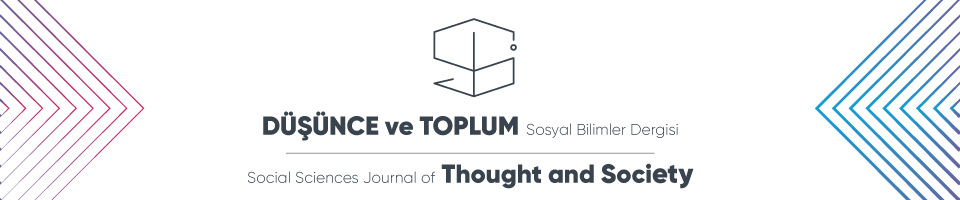 DÜŞÜNCE ve TOPLUM Sosyal Bilimler Dergisi
Social Sciences Journal of Thought and Society